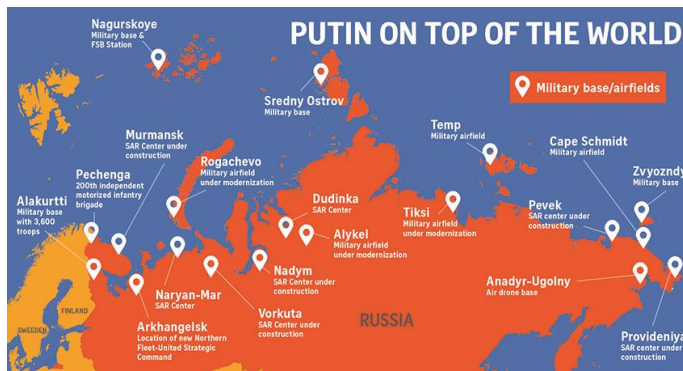 PUTIN ON TOP OF THE WORLD
Military base/airfields
Nagurskoye
Military base &
FSB Station
Sredny Ostrov
Military base
Murmansk
SAR Center under
construction
Pechenga
200th independent
motorized infantry
brigade
Alakurtti
Military base
with 3,600
troops
Rogachevo
Military airfield
under modernization
Temp
Military airfield
Cape Schmidt
Military airfield
Zvyozndy
Military base
Dudinka
SAR Center
Alykel
Military airfield
under modernization
Tiksi
Military airfield
under modernization
Pevek
SAR center under
construction
Nadym
SAR Center under
construction
Naryan-Mar
SAR Center
Vorkuta
SAR Center under
construction
Arkhangelsk
Location of new Northern
Fleet-United Strategic
Command
Anadyr-Ugolny
Air drone base
Provideniya
SAR center under
construction
FINLAND
SWEDEN
RUSSIA